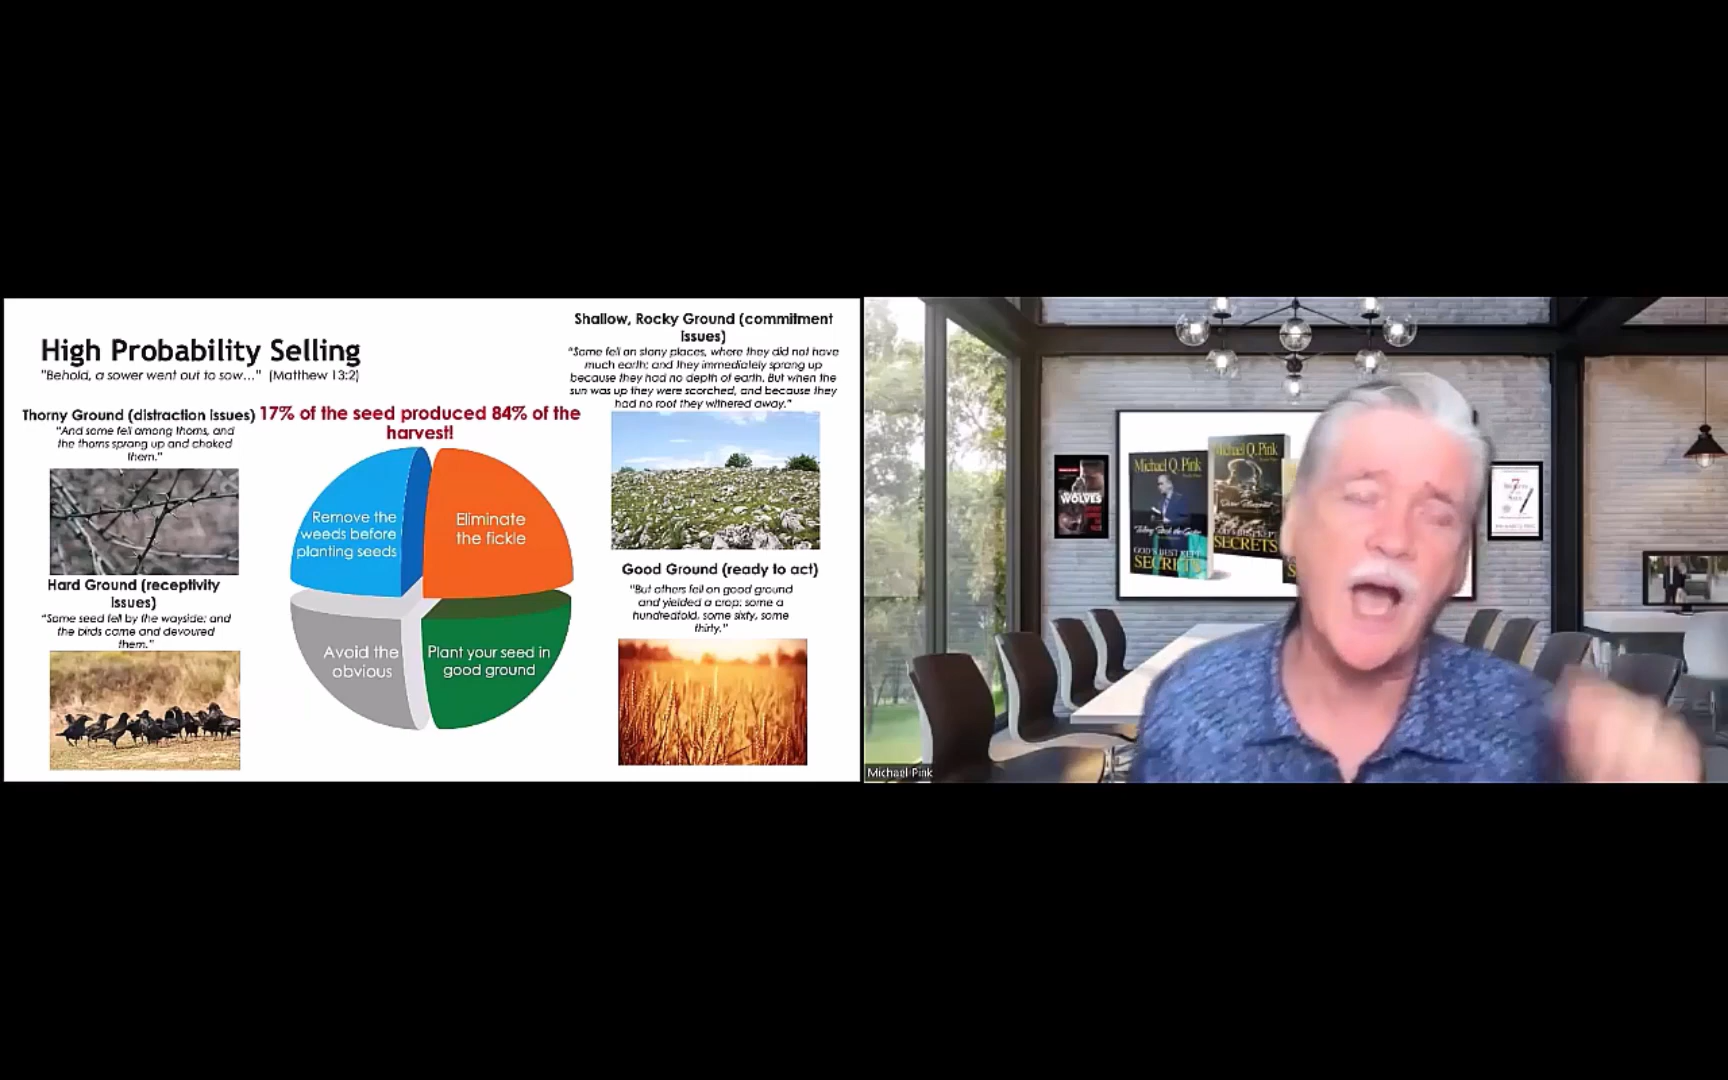 High Probability Selling
"Behold, a sower went out to sow..." (Matthew 13:2)
Thorny Ground (distraction issues)
"And some fell among thorns, and
the thorns sprang up and choked
them."
Hard Ground (receptivity
issues)
"Some seed fell by the wayside; and
the birds came and devoured
them."
17% of the seed produced 84% of the
harvest!
Remove the
weeds before
planting seeds
Eliminate
the fickle
Avoid the
obvious
Plant your seed in
good ground
Shallow, Rocky Ground (commitment
issues)
"Some fell on stony places, where they did not have
much earth; and they immediately sprang up
because they had no depth of earth. But when the
sun was up they were scorched, and because they
had no root they withered away."
Good Ground (ready to act)
"But others fell on good ground
and yielded a crop: some a
hundredfold, some sixty, some
thirty."
WOLVES
Michael Q. Pink
GOD'S BEST KEPT
SECRETS
Michael Q. Pink
GOD'S BEST KEPT
SECRETS
7
Michael Pink